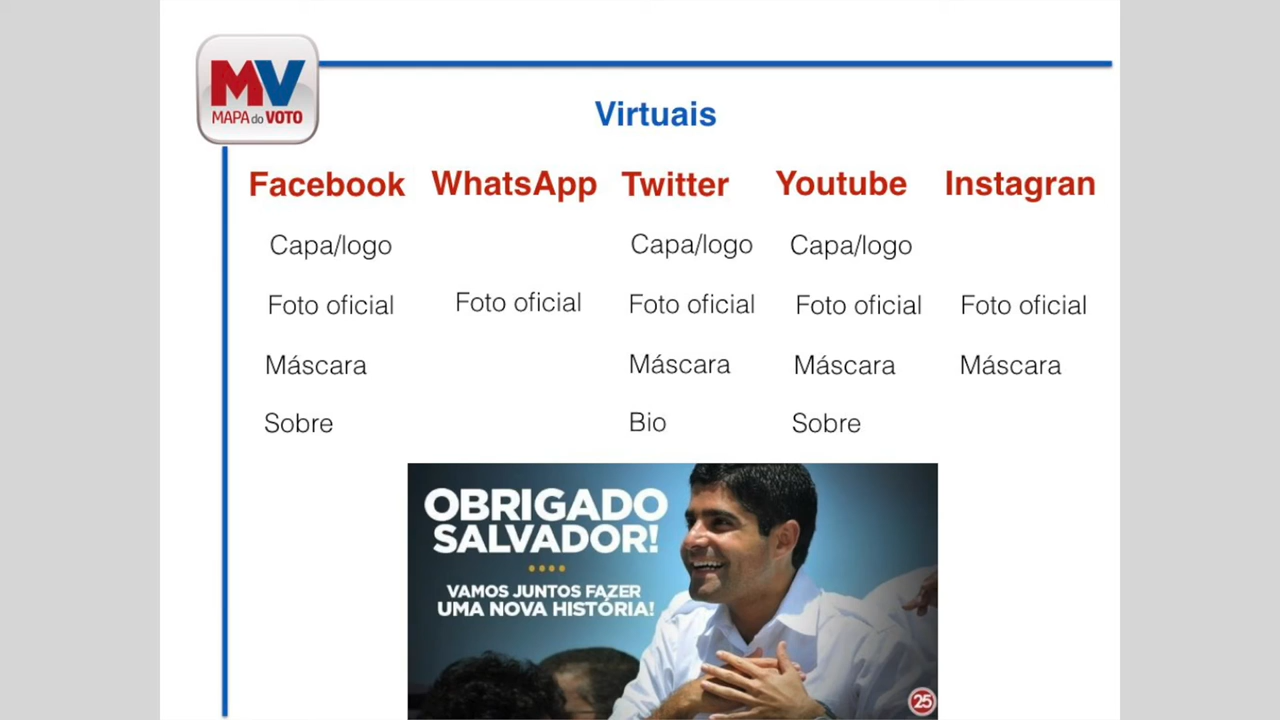 MV
MAPA do VOTO
Virtuais
Facebook WhatsApp Twitter Youtube Instagran
Capa/logo Capa/logo Capa/logo
Foto oficial Foto oficial Foto oficial Foto oficial Foto oficial
Máscara Máscara Máscara Máscara
Sobre Bio Sobre
OBRIGADO
SALVADOR!
VAMOS JUNTOS FAZER
UMA NOVA HISTÓRIA!
25